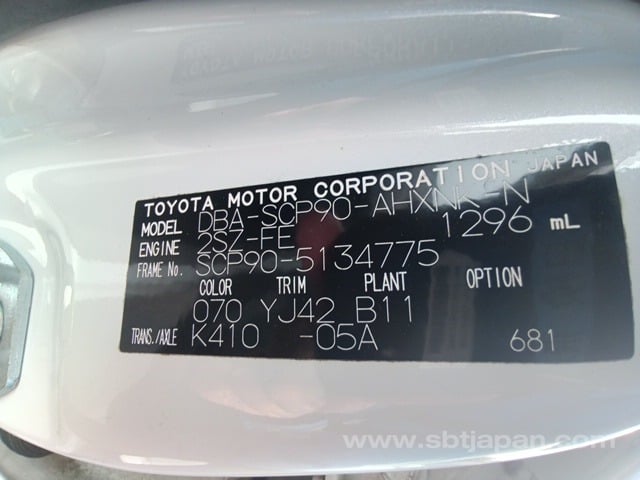 TOYOTA MOTOR CORPORATION JAPAN
MODEL DBA-SCP90-AHXNK-N
ENGINE 2SZ-FE 1296 mL
FRAME No. SCP90-5134775
COLOR TRIM PLANT OPTION
070 YJ42 B11
TRANS./AXLE K410 -05A 681
www.sbtjapan.com